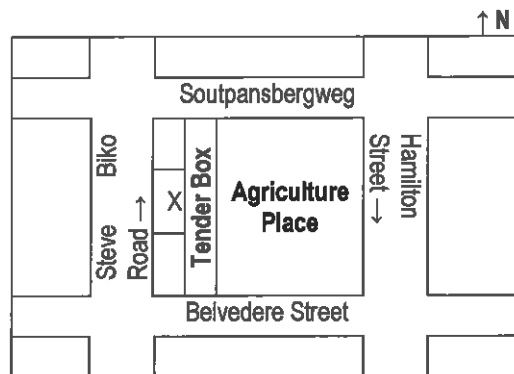 ↑ N
Soutpansbergweg
Steve Biko
Road →
X
Tender Box
Agriculture
Place
Hamilton
Street →
Belvedere Street